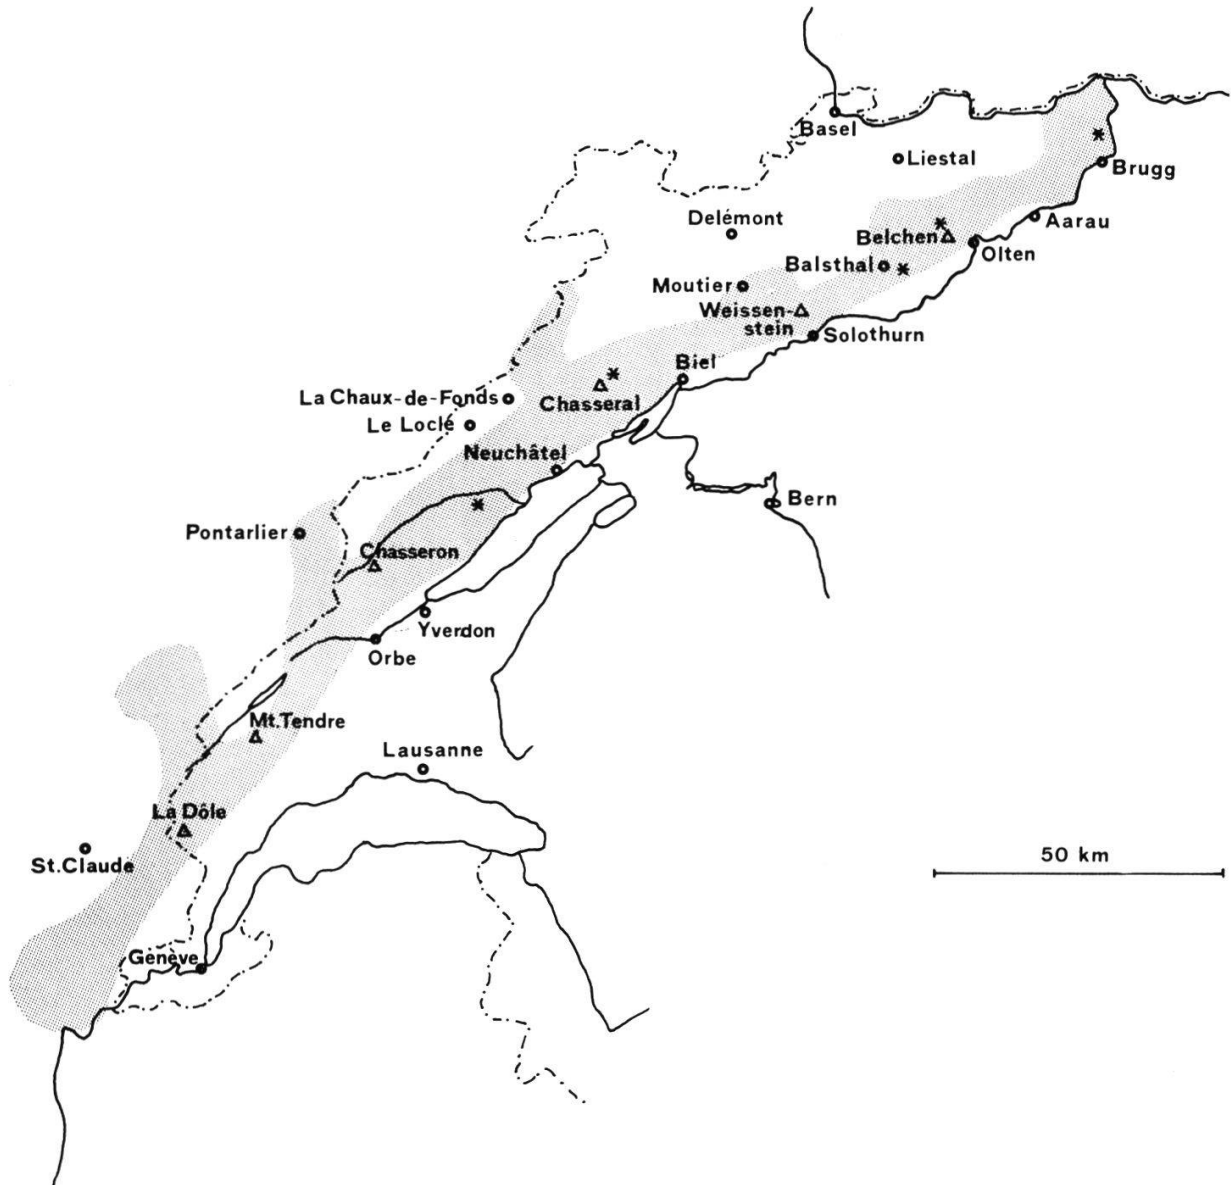 Basel
Liestal
Brugg
Delémont
Aarau
Belchen
Olten
Balsthal
Moutier
Weissen-
stein
Solothurn
Biel
La Chaux-de-Fonds
Chasseral
Le Locle
Neuchâtel
Bern
Pontarlier
Chasseron
Yverdon
Orbe
Mt.Tendre
Lausanne
La Dôle
50 km
St.Claude
Genève